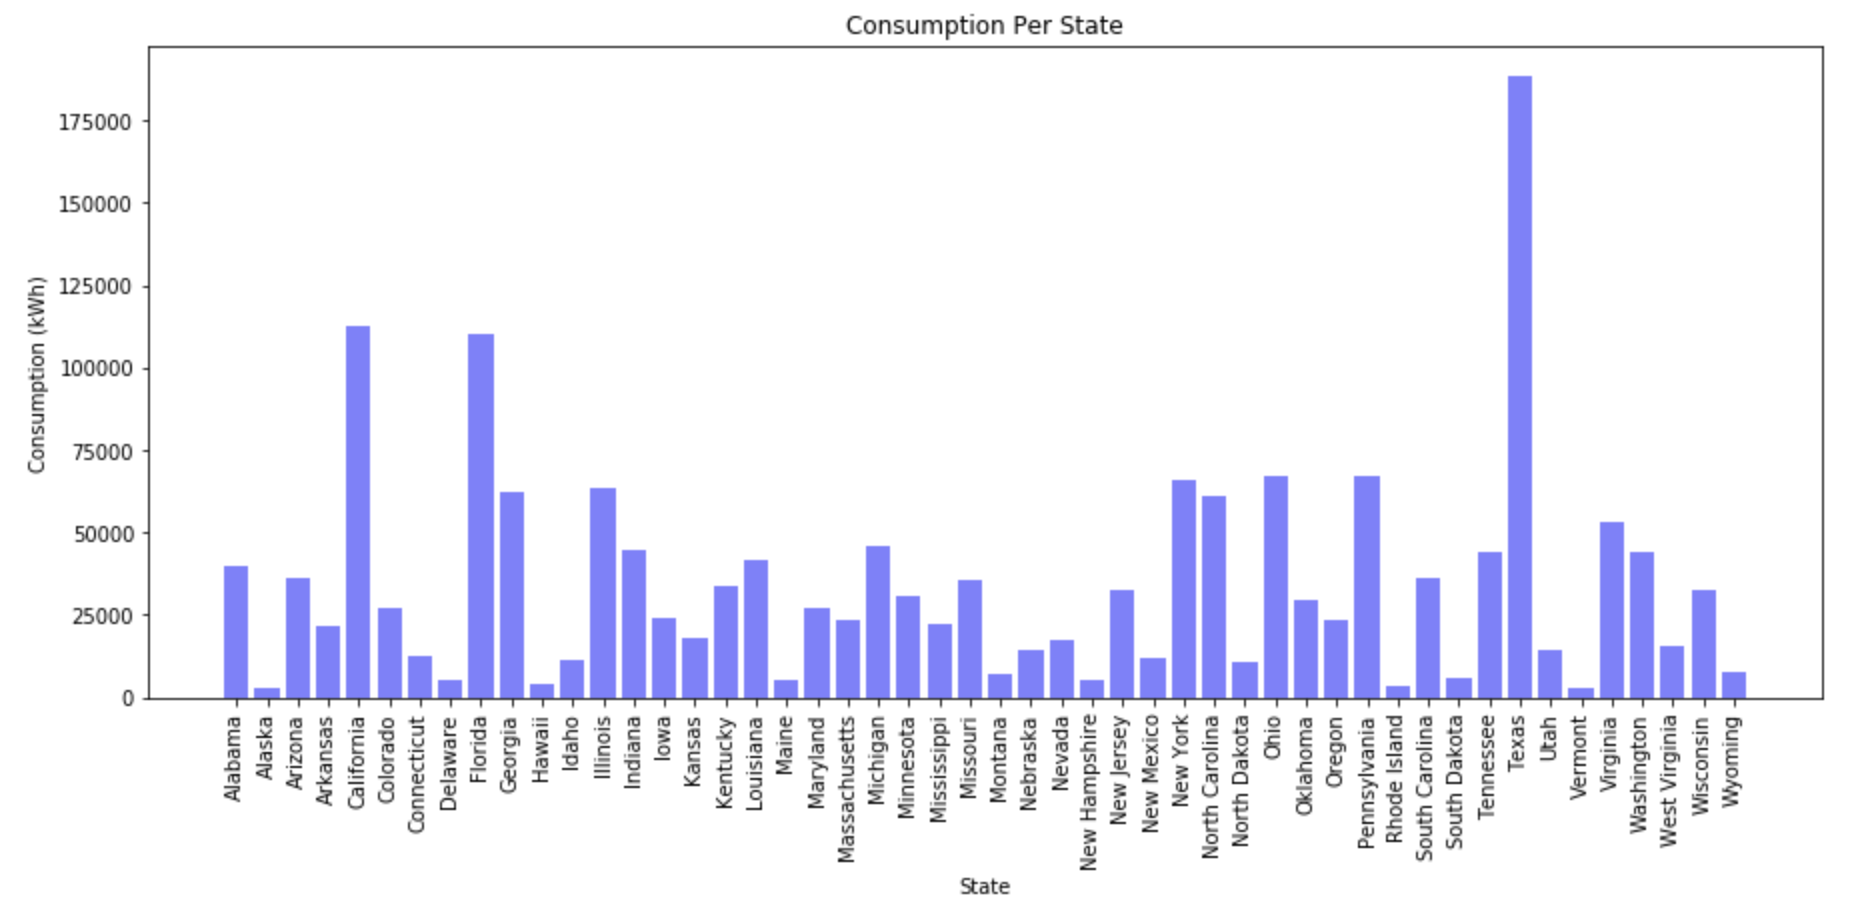 Consumption Per State
Consumption (kWh)
175000
150000
125000
100000
75000
50000
25000
0
Alabama
Alaska
Arizona
Arkansas
California
Colorado
Connecticut
Delaware
Florida
Georgia
Hawaii
Idaho
Illinois
Indiana
Iowa
Kansas
Kentucky
Louisiana
Maine
Maryland
Massachusetts
Michigan
Minnesota
Mississippi
Missouri
Montana
Nebraska
Nevada
New Hampshire
New Jersey
New Mexico
New York
North Carolina
North Dakota
Ohio
Oklahoma
Oregon
Pennsylvania
Rhode Island
South Carolina
South Dakota
Tennessee
Texas
Utah
Vermont
Virginia
Washington
West Virginia
Wisconsin
Wyoming
State